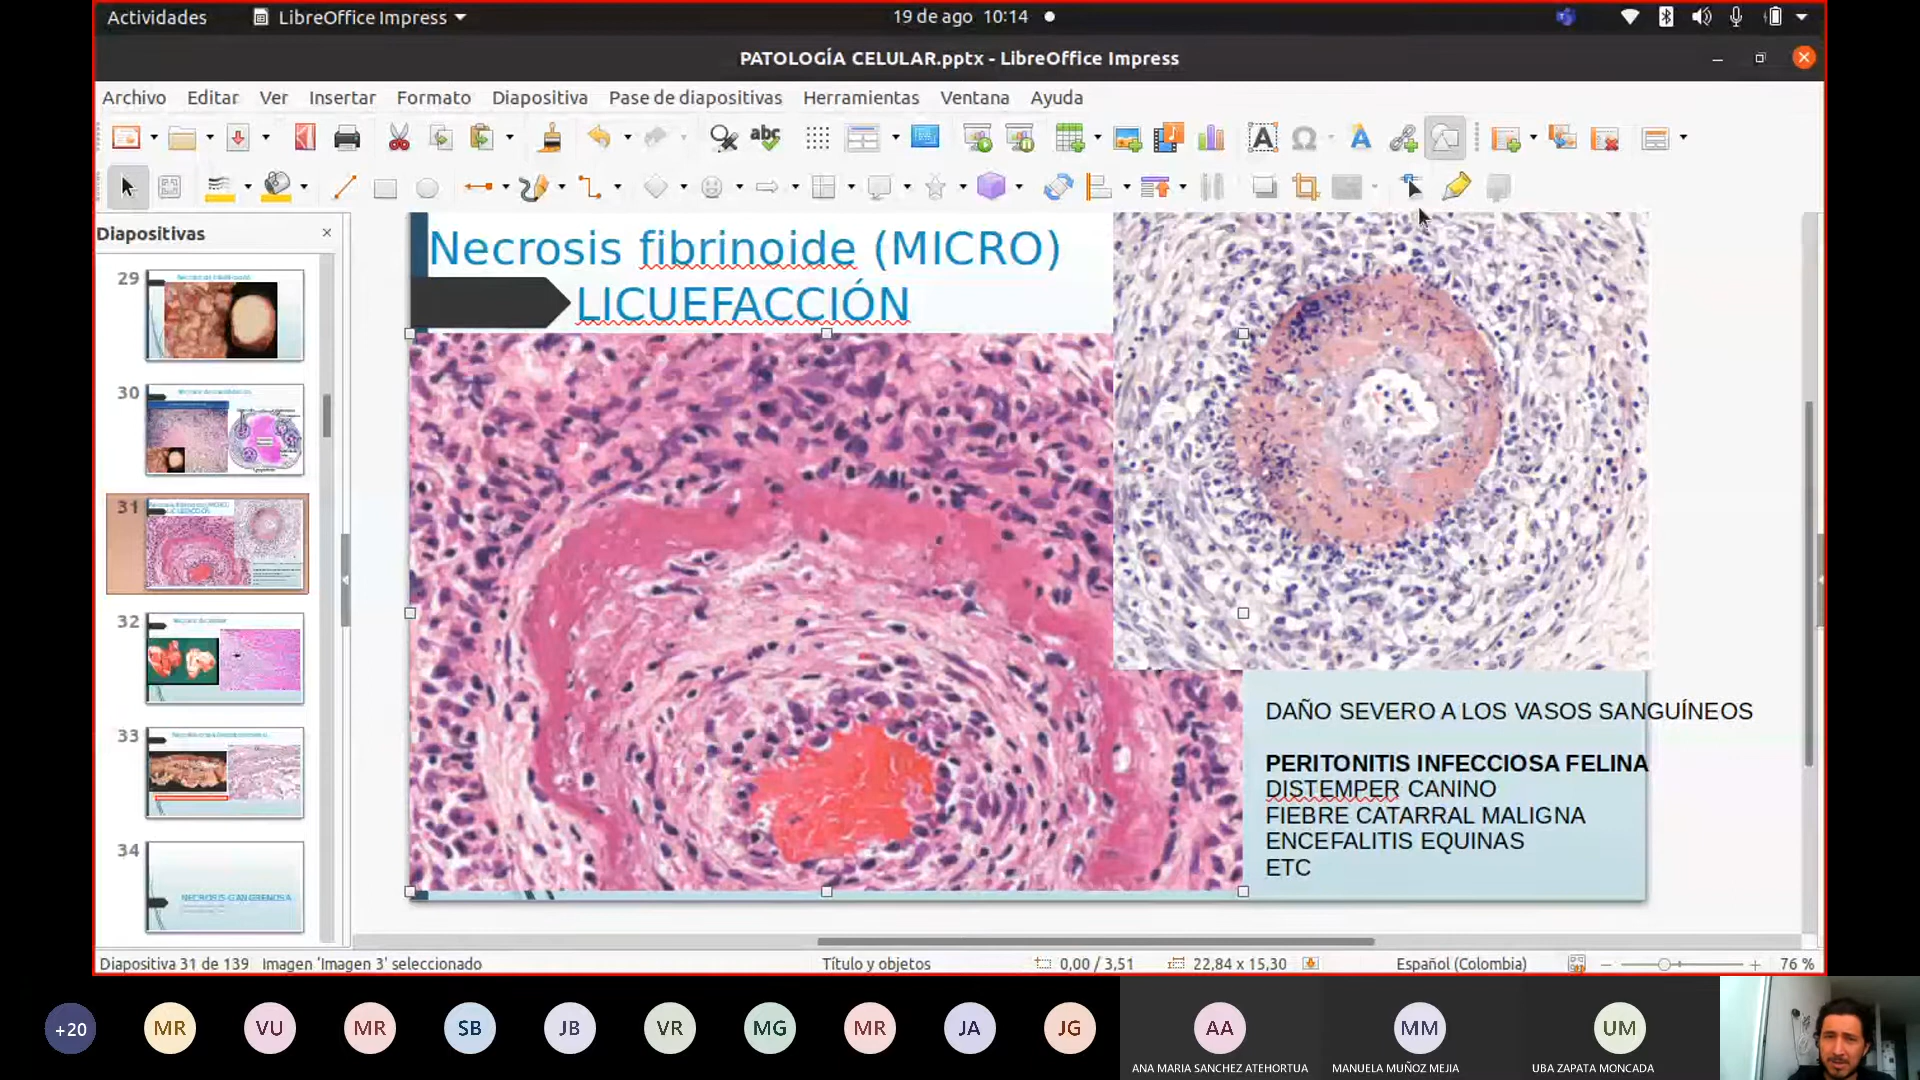 Actividades
LibreOffice Impress
19 de ago 10:14
PATOLOGÍA CELULAR.pptx - LibreOffice Impress
Archivo Editar Ver Insertar Formato Diapositiva Pase de diapositivas Herramientas Ventana Ayuda
abc
A
Ω
A
Diapositivas
29
30
31
32
33
34
NECROSIS GANGRENOSA
Necrosis fibrinoide (MICRO)
LICUEFACCIÓN
DAÑO SEVERO A LOS VASOS SANGUÍNEOS
PERITONITIS INFECCIOSA FELINA
DISTEMPER CANINO
FIEBRE CATARRAL MALIGNA
ENCEFALITIS EQUINAS
ETC
Diapositiva 31 de 139
Imagen 'Imagen 3' seleccionado
Título y objetos
0,00 / 3,51
22,84 x 15,30
Español (Colombia)
76 %
+20
MR
VU
MR
SB
JB
VR
MG
MR
JA
JG
AA
MM
UM
ANA MARIA SANCHEZ ATEHORTUA
MANUELA MUÑOZ MEJIA
UBA ZAPATA MONCADA